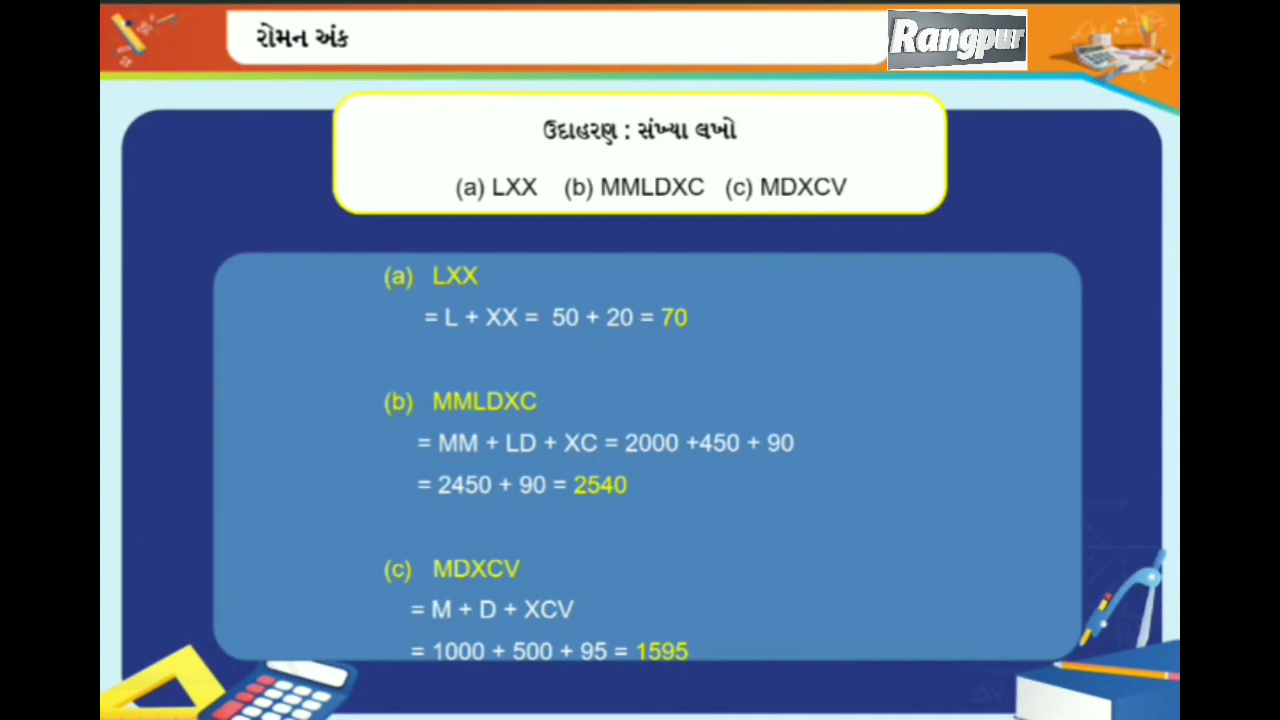 રોમન અંક
Rangpur
ઉદાહરણ : સંખ્યા લખો
(a) LXX (b) MMLDXC (c) MDXCV
(a) LXX
= L + XX = 50 + 20 = 70
(b) MMLDXC
= MM + LD + XC = 2000 +450 + 90
= 2450 + 90 = 2540
(c) MDXCV
= M + D + XCV
= 1000 + 500 + 95 = 1595